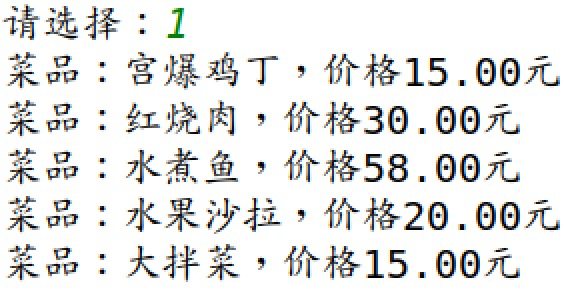 请选择：1
菜品：宫爆鸡丁，价格15.00元
菜品：红烧肉，价格30.00元
菜品：水煮鱼，价格58.00元
菜品：水果沙拉，价格20.00元
菜品：大拌菜，价格15.00元